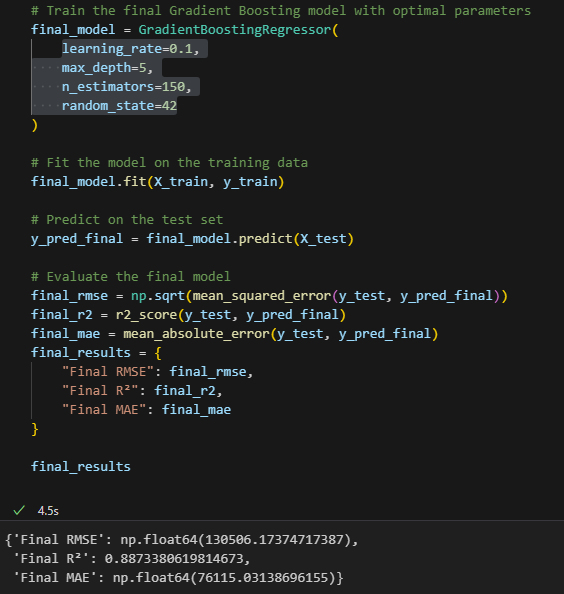 # Train the final Gradient Boosting model with optimal parameters
final_model = GradientBoostingRegressor(
    learning_rate=0.1,
    max_depth=5,
    n_estimators=150,
    random_state=42
)
# Fit the model on the training data
final_model.fit(X_train, y_train)
# Predict on the test set
y_pred_final = final_model.predict(X_test)
# Evaluate the final model
final_rmse = np.sqrt(mean_squared_error(y_test, y_pred_final))
final_r2 = r2_score(y_test, y_pred_final)
final_mae = mean_absolute_error(y_test, y_pred_final)
final_results = {
    "Final RMSE": final_rmse,
    "Final R²": final_r2,
    "Final MAE": final_mae
}
final_results
4.5s
{'Final RMSE': np.float64(130506.17374717387),
 'Final R²': 0.8873380619814673,
 'Final MAE': np.float64(76115.03138696155)}